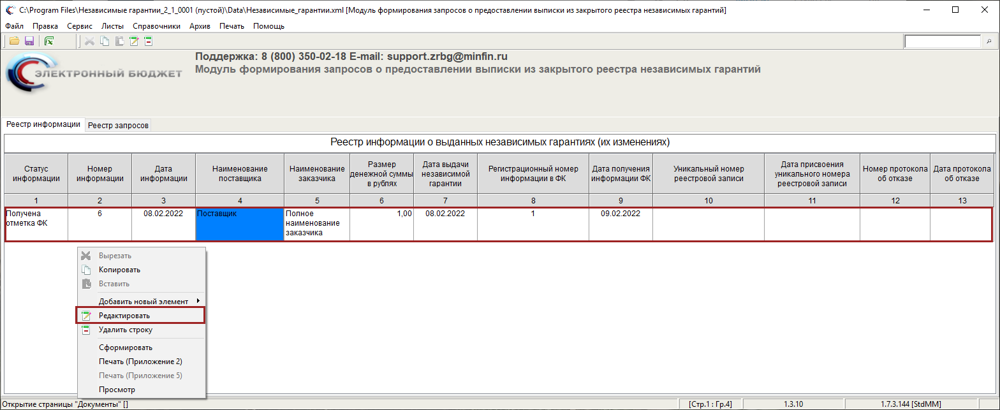 C:\Program Files\Независимые гарантии_2_1_0001 (пустой)\Data\Независимые_гарантии.xml [Модуль формирования запросов о предоставлении выписки из закрытого реестра независимых гарантий]
Файл Правка Сервис Листы Справочники Архив Печать Помощь
Поддержка: 8 (800) 350-02-18 E-mail: support.zrbg@minfin.ru
Модуль формирования запросов о предоставлении выписки из закрытого реестра независимых гарантий
ЭЛЕКТРОННЫЙ БЮДЖЕТ
Реестр информации Реестр запросов
Реестр информации о выданных независимых гарантиях (их изменениях)
Статус информации
Номер информации
Дата информации
Наименование поставщика
Наименование заказчика
Размер денежной суммы в рублях
Дата выдачи независимой гарантии
Регистрационный номер информации в ФК
Дата получения информации ФК
Уникальный номер реестровой записи
Дата присвоения уникального номера реестровой записи
Номер протокола об отказе
Дата протокола об отказе
1 2 3 4 5 6 7 8 9 10 11 12 13
Получена отметка ФК
6
08.02.2022
Поставщик
Полное наименование заказчика
1,00
08.02.2022
1
09.02.2022
Вырезать
Копировать
Вставить
Добавить новый элемент
Редактировать
Удалить строку
Сформировать
Печать (Приложение 2)
Печать (Приложение 5)
Просмотр
Открытие страницы "Документы" [] [Стр.1 : Гр.4] 1.3.10 1.7.3.144 [StdMM]